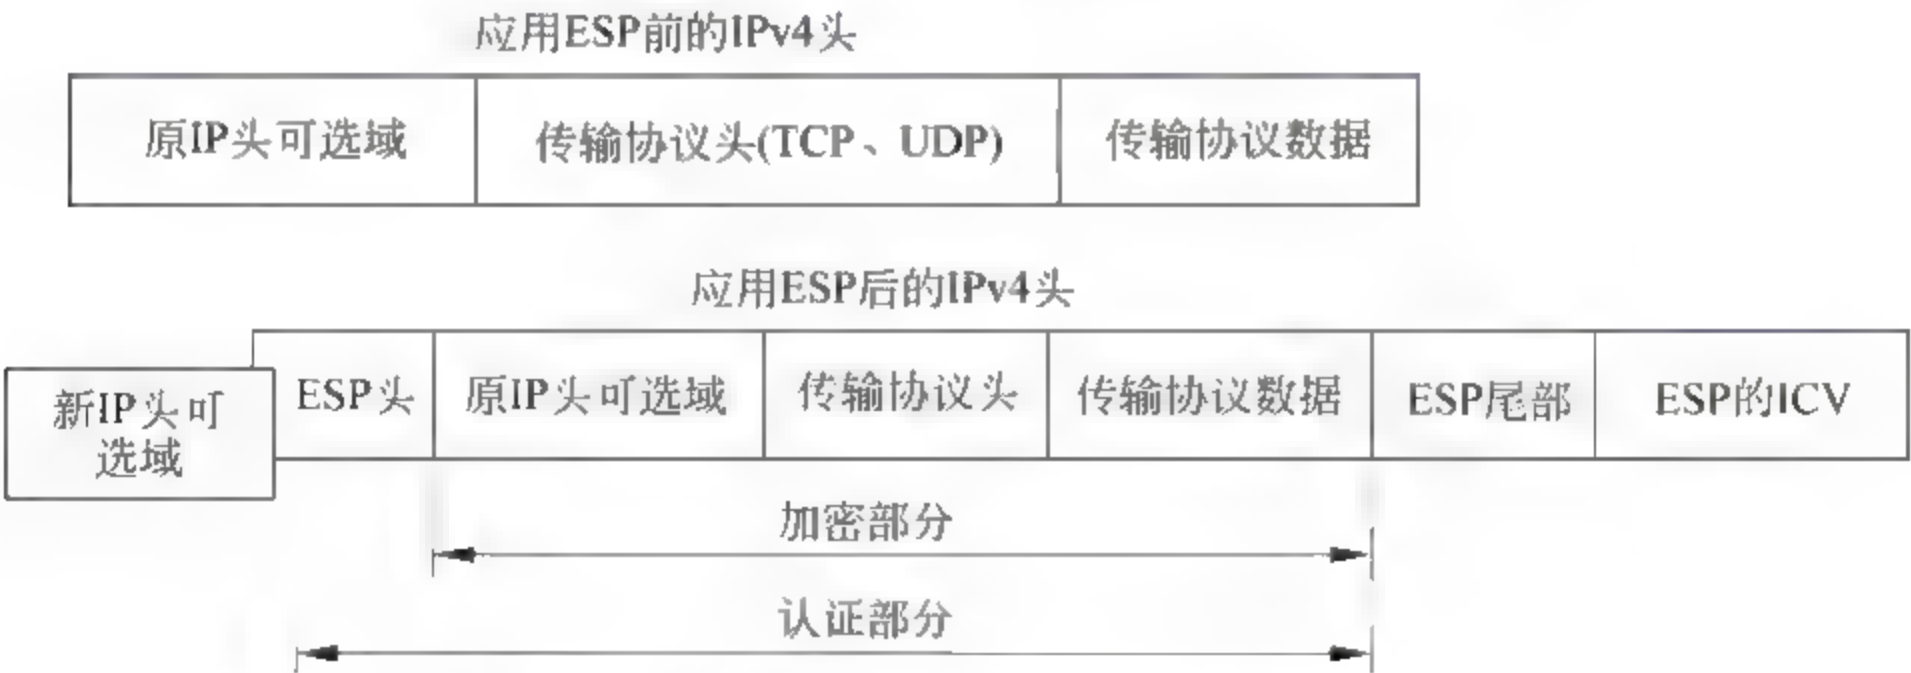 应用ESP前的IPv4头
原IP头可选域 传输协议头(TCP、UDP) 传输协议数据
应用ESP后的IPv4头
新IP头可
选域
ESP头 原IP头可选域 传输协议头 传输协议数据 ESP尾部 ESP的ICV
加密部分
认证部分